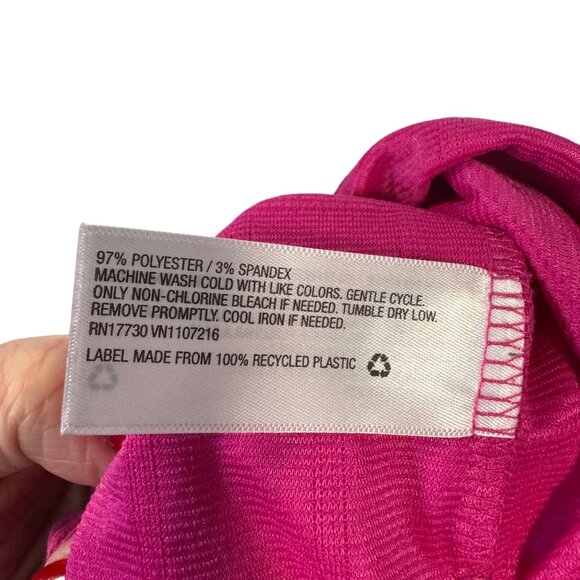 97% POLYESTER / 3% SPANDEX
MACHINE WASH COLD WITH LIKE COLORS. GENTLE CYCLE.
ONLY NON-CHLORINE BLEACH IF NEEDED. TUMBLE DRY LOW.
REMOVE PROMPTLY. COOL IRON IF NEEDED.
RN17730 VN1107216
LABEL MADE FROM 100% RECYCLED PLASTIC